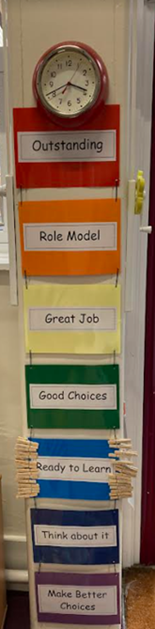 Outstanding
Role Model
Great Job
Good Choices
Ready to Learn
Think about it
Make Better
Choices